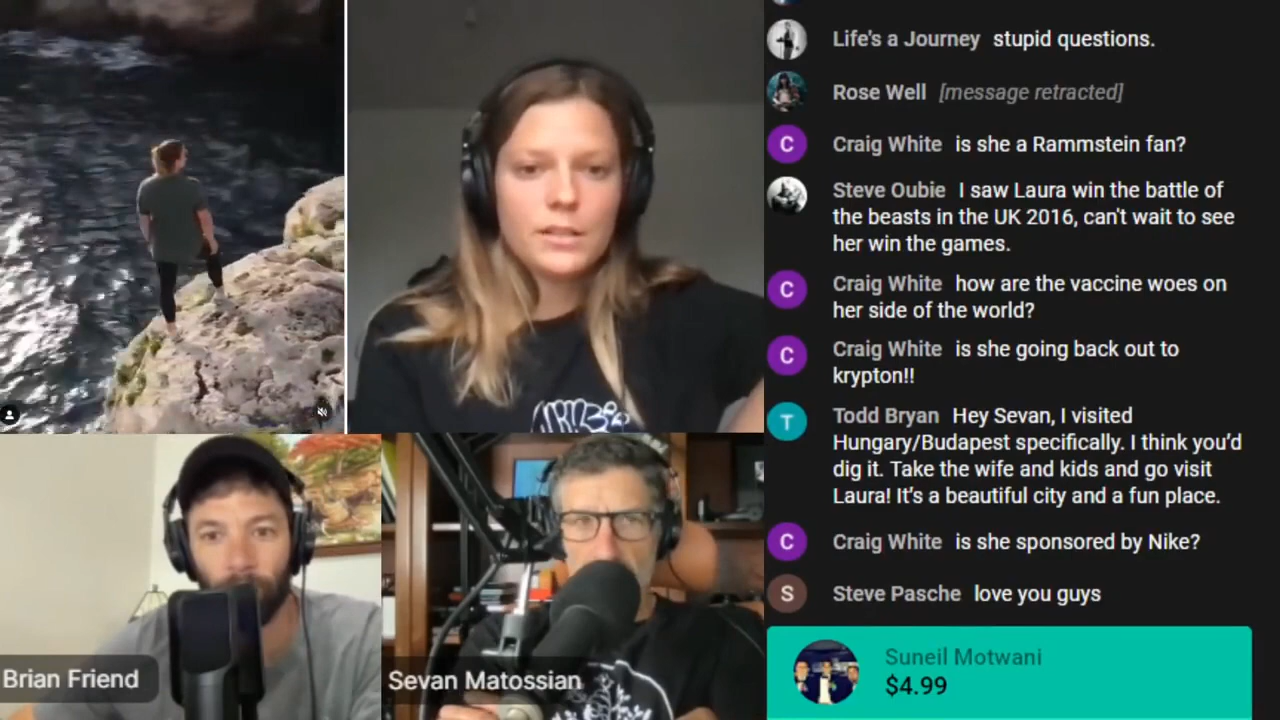 Life's a Journey stupid questions.
Rose Well [message retracted]
C Craig White is she a Rammstein fan?
Steve Oubie I saw Laura win the battle of
the beasts in the UK 2016, can't wait to see
her win the games.
C Craig White how are the vaccine woes on
her side of the world?
C Craig White is she going back out to
krypton!!
T Todd Bryan Hey Sevan, I visited
Hungary/Budapest specifically. I think you'd
dig it. Take the wife and kids and go visit
Laura! It's a beautiful city and a fun place.
C Craig White is she sponsored by Nike?
S Steve Pasche love you guys
Suneil Motwani
$4.99
Brian Friend
Sevan Matossian